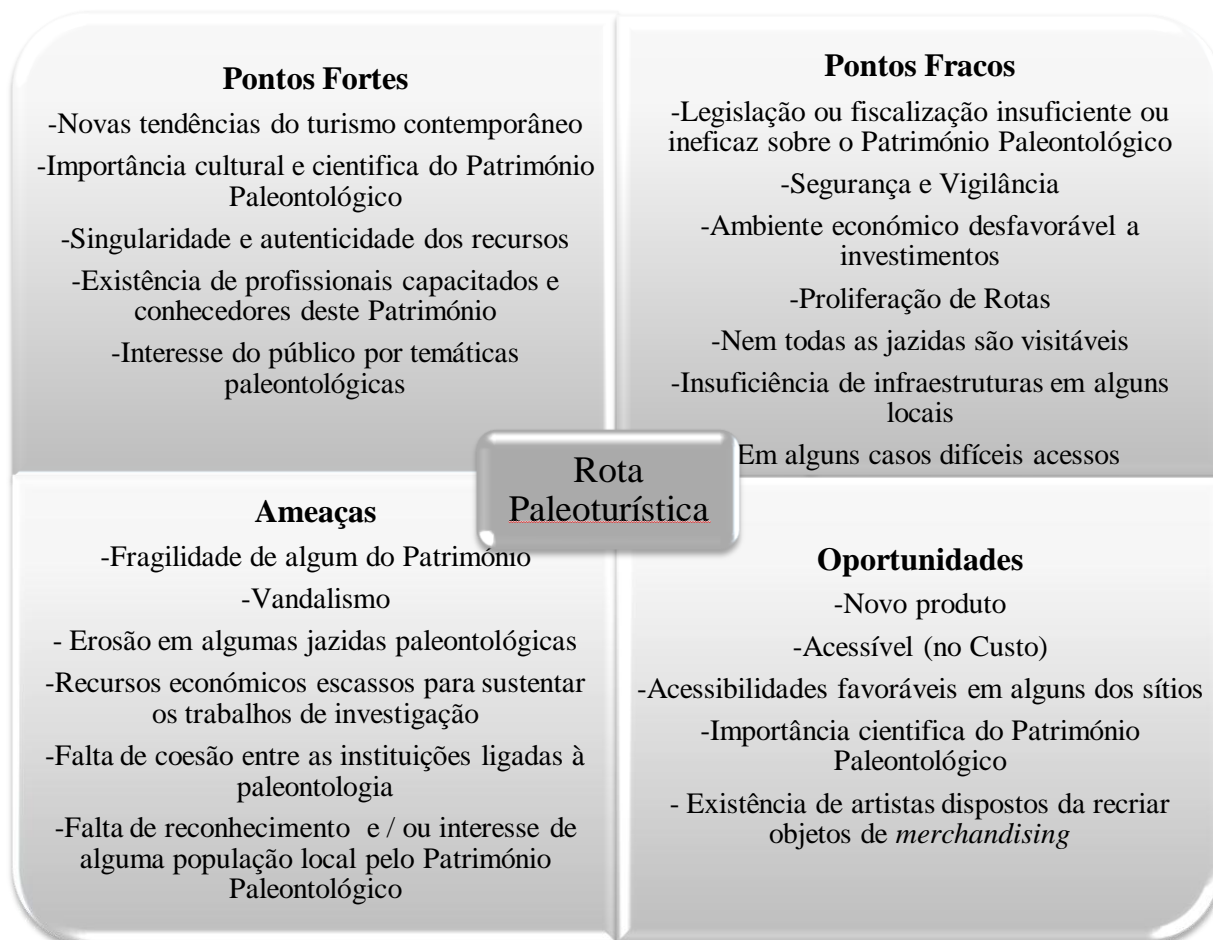 Pontos Fortes
-Novas tendências do turismo contemporâneo
-Importância cultural e cientifica do Património
Paleontológico
-Singularidade e autenticidade dos recursos
-Existência de profissionais capacitados e
conhecedores deste Património
-Interesse do público por temáticas
paleontológicas
Pontos Fracos
-Legislação ou fiscalização insuficiente ou
ineficaz sobre o Património Paleontológico
-Segurança e Vigilância
-Ambiente económico desfavorável a
investimentos
-Proliferação de Rotas
-Nem todas as jazidas são visitáveis
-Insuficiência de infraestruturas em alguns
locais
Em alguns casos difíceis acessos
Rota
Paleoturística
Ameaças
-Fragilidade de algum do Património
-Vandalismo
- Erosão em algumas jazidas paleontológicas
-Recursos económicos escassos para sustentar
os trabalhos de investigação
-Falta de coesão entre as instituições ligadas à
paleontologia
-Falta de reconhecimento e / ou interesse de
alguma população local pelo Património
Paleontológico
Oportunidades
-Novo produto
-Acessível (no Custo)
-Acessibilidades favoráveis em alguns dos sítios
-Importância cientifica do Património
Paleontológico
- Existência de artistas dispostos da recriar
objetos de merchandising